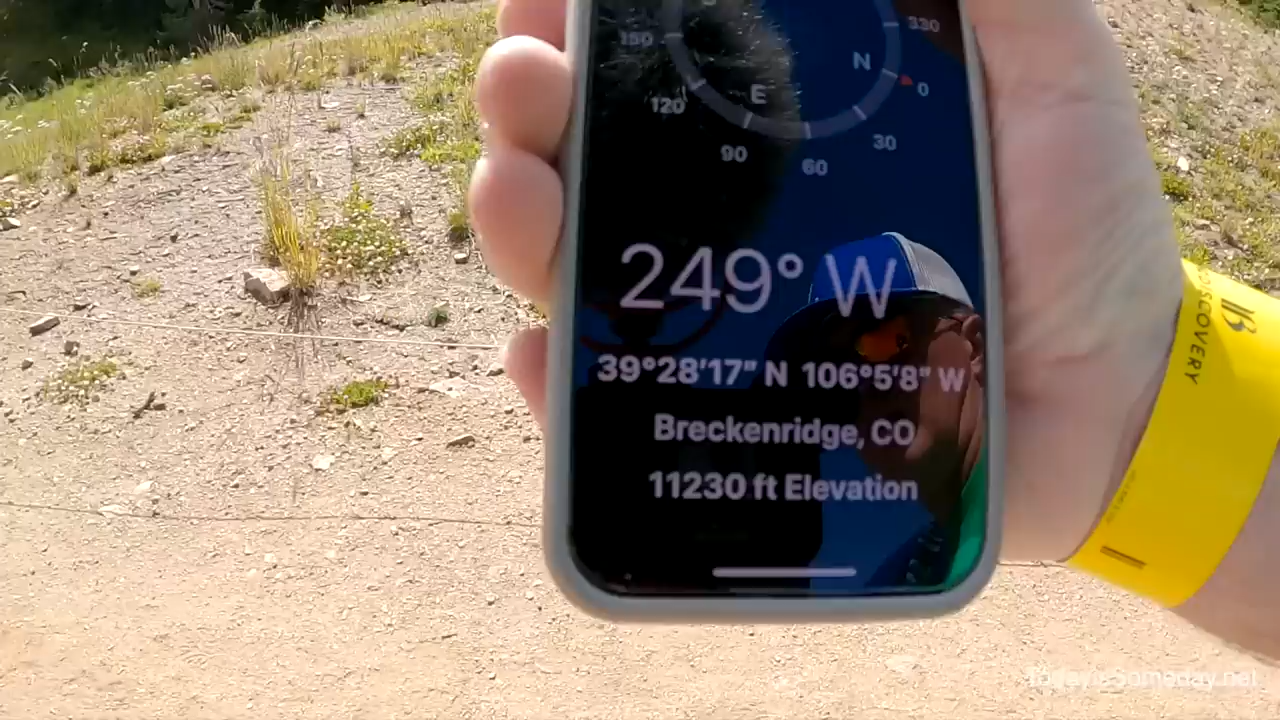 330
150
N
0
E
120
30
90
60
249° W
39°28'17" N 106°5'8" W
Breckenridge, CO
11230 ft Elevation
DISCOVERY
TodayIsSomeday.net